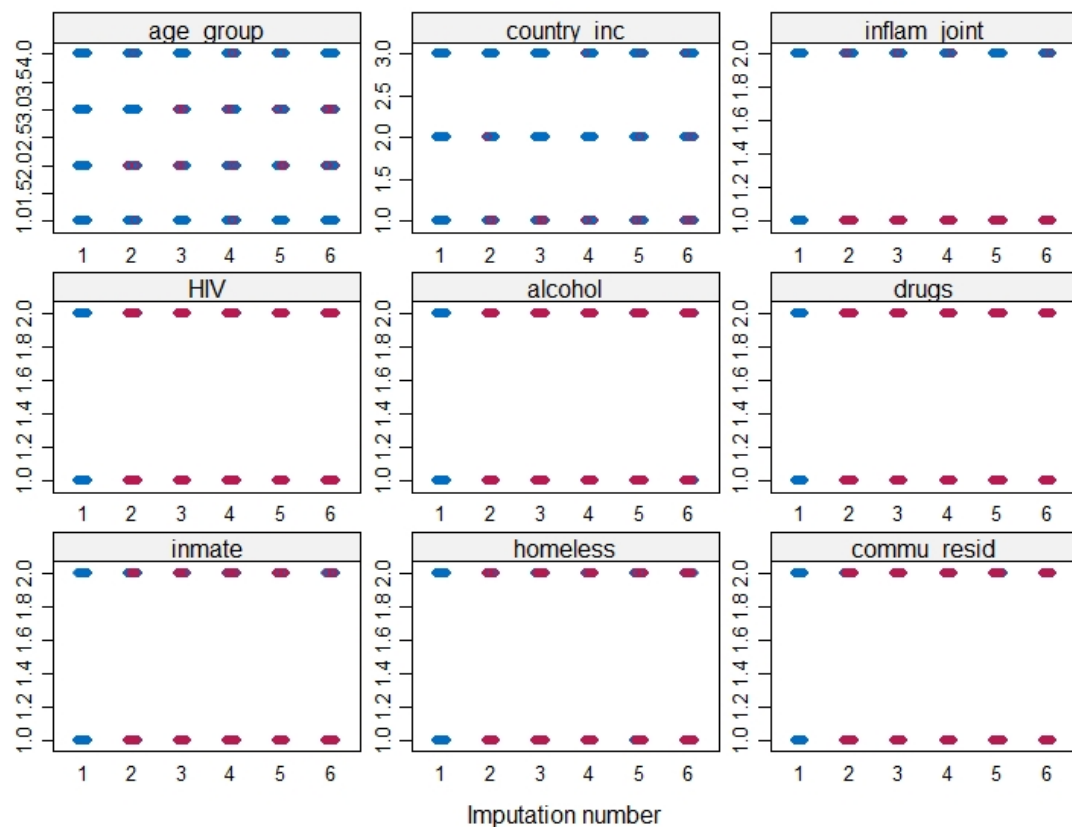 age group
country inc
inflam joint
1.0 1.5 2.0 2.5 3.0 3.5 4.0
1.0 1.5 2.0 2.5 3.0
1.0 1.2 1.4 1.6 1.8 2.0
1 2 3 4 5 6
1 2 3 4 5 6
1 2 3 4 5 6
HIV
alcohol
drugs
1.0 1.2 1.4 1.6 1.8 2.0
1.0 1.2 1.4 1.6 1.8 2.0
1.0 1.2 1.4 1.6 1.8 2.0
1 2 3 4 5 6
1 2 3 4 5 6
1 2 3 4 5 6
inmate
homeless
commu resid
1.0 1.2 1.4 1.6 1.8 2.0
1.0 1.2 1.4 1.6 1.8 2.0
1.0 1.2 1.4 1.6 1.8 2.0
1 2 3 4 5 6
1 2 3 4 5 6
1 2 3 4 5 6
Imputation number